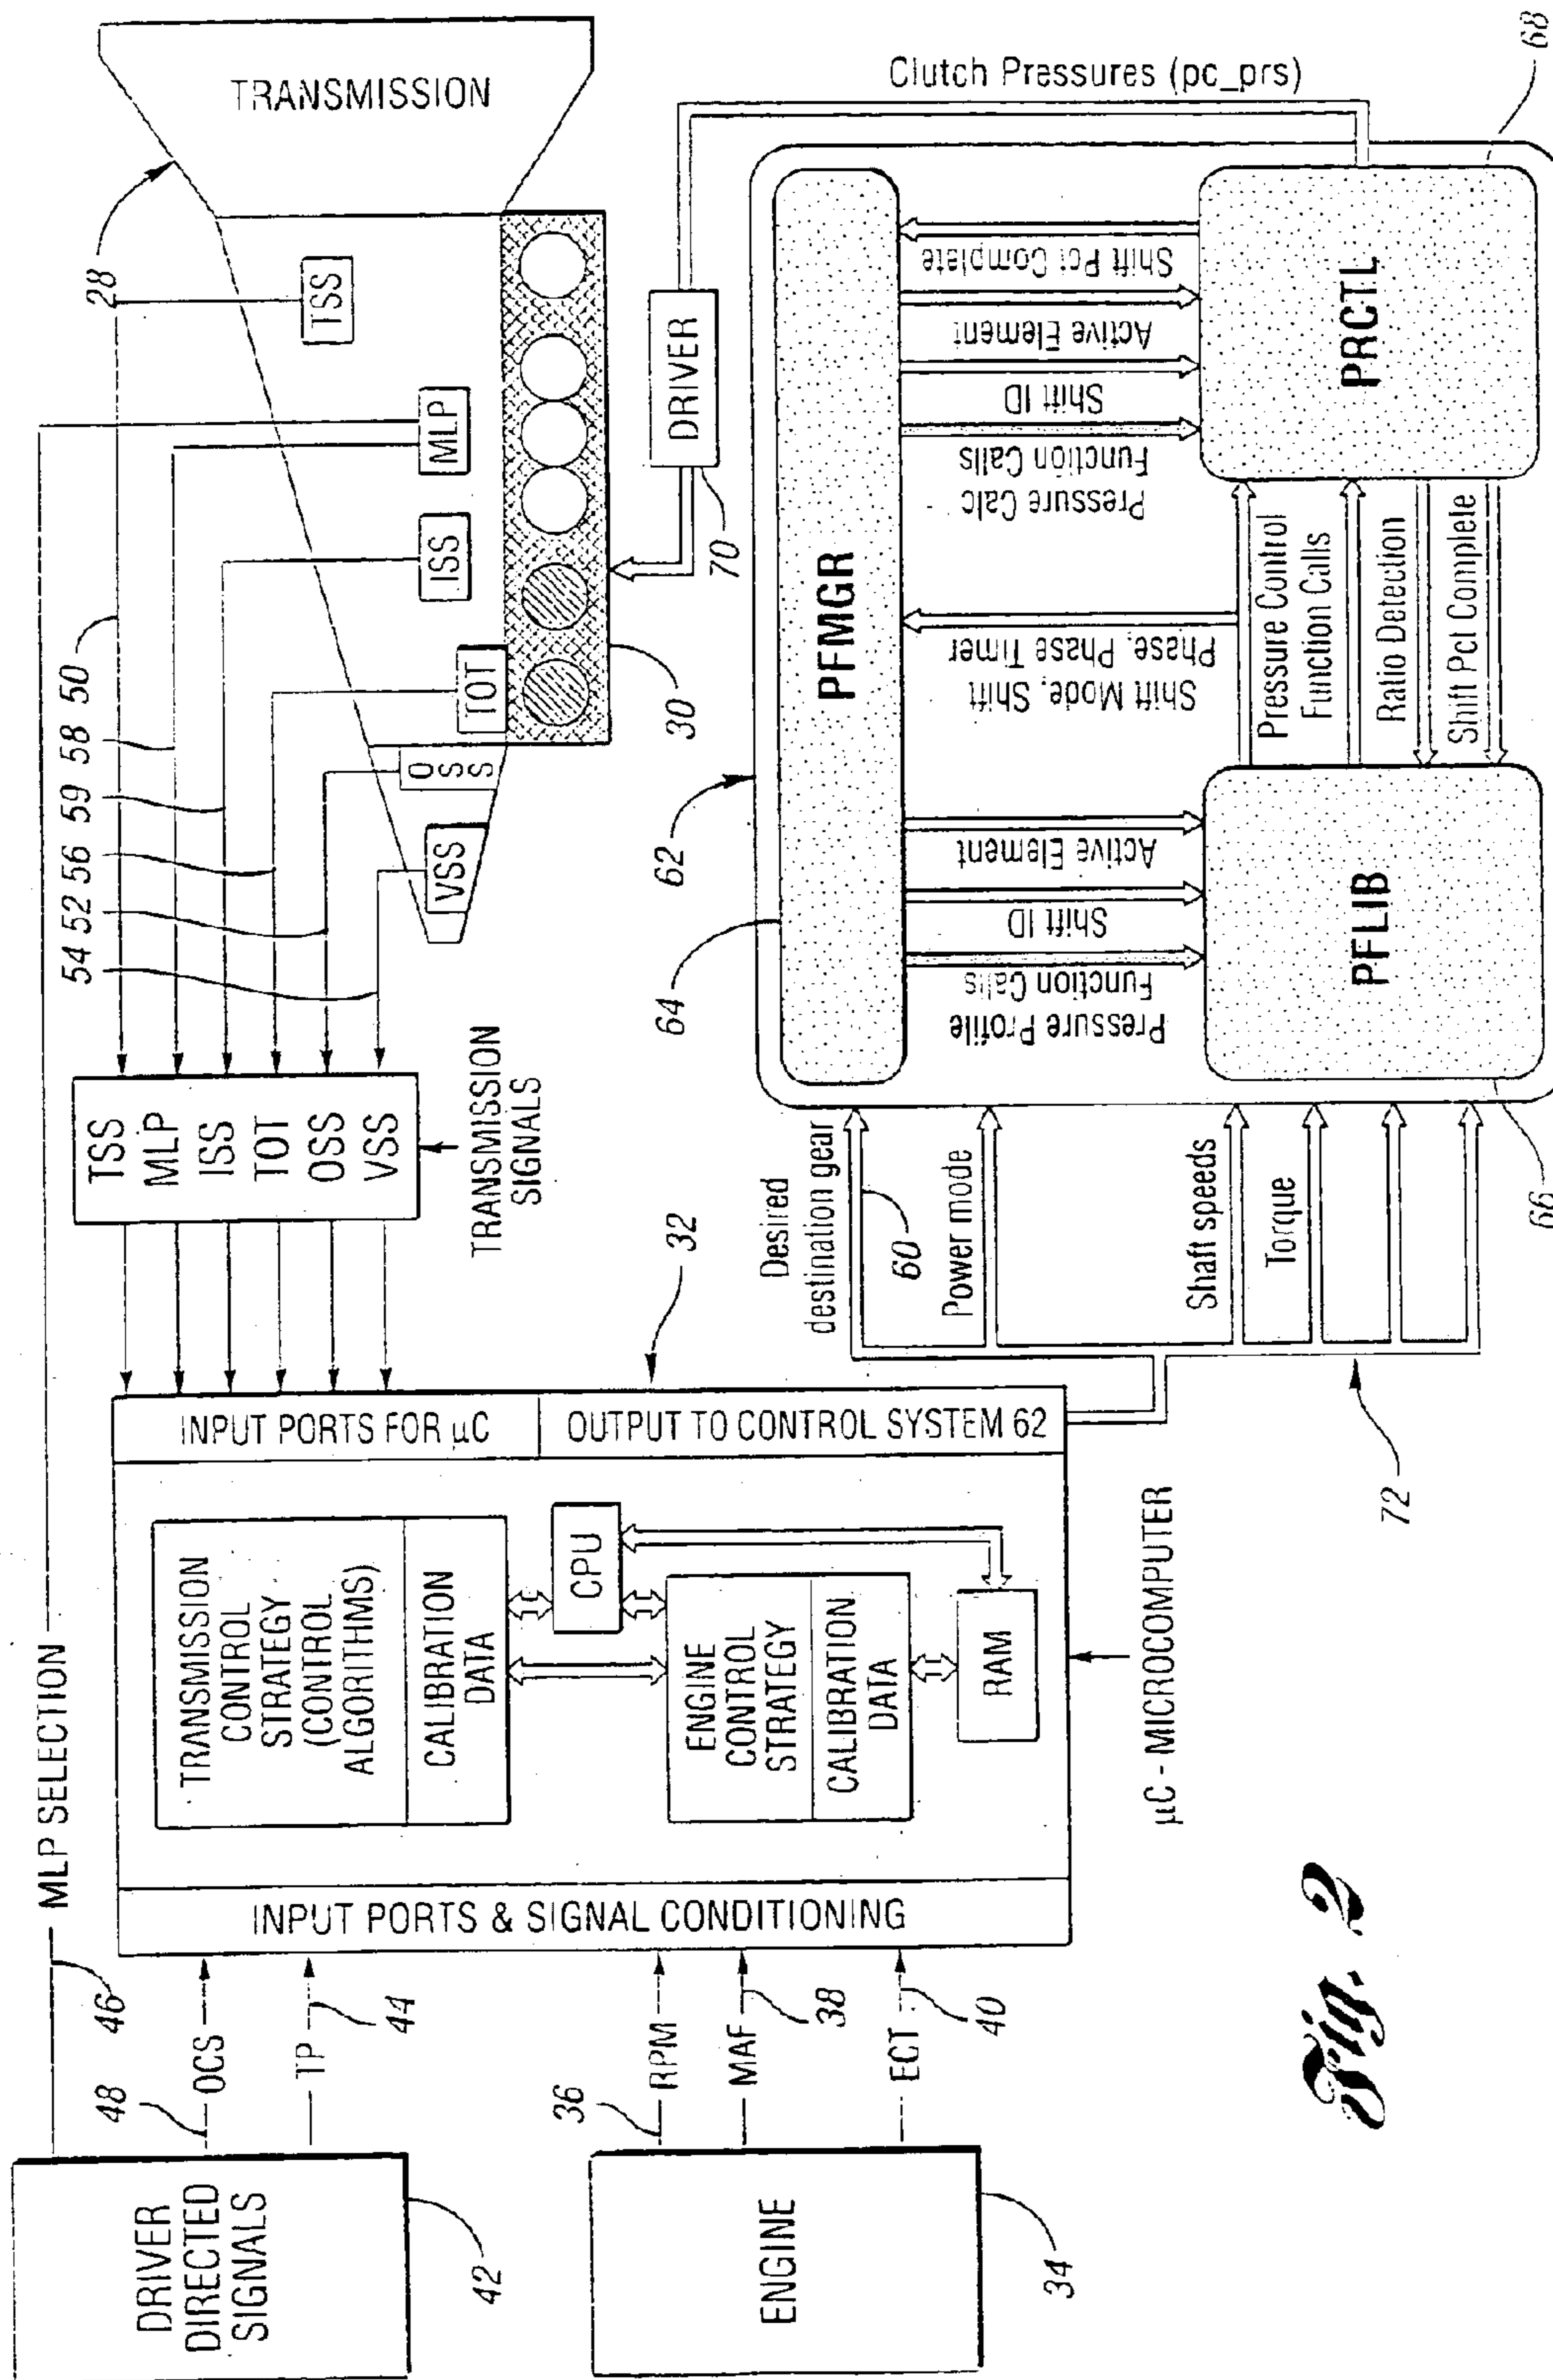 DRIVER
DIRECTED
SIGNALS
42
MLP SELECTION
46
48
OCS
TP
44
ENGINE
34
36
RPM
MAF
38
ECT
40
INPUT PORTS & SIGNAL CONDITIONING
TRANSMISSION
CONTROL
STRATEGY
(CONTROL
ALGORITHMS)
CALIBRATION
DATA
CPU
ENGINE
CONTROL
STRATEGY
CALIBRATION
DATA
RAM
INPUT PORTS FOR µC
OUTPUT TO CONTROL SYSTEM 62
32
µC - MICROCOMPUTER
TSS
MLP
ISS
TOT
OSS
VSS
TRANSMISSION
SIGNALS
54
52
56
59
58
50
28
TRANSMISSION
TSS
MLP
ISS
TOT
OSS
VSS
30
DRIVER
70
Clutch Pressures (pc_prs)
62
64
PFMGR
Desired
destination gear
60
Power mode
Shaft speeds
Torque
72
Pressure Profile
Function Calls
Shift ID
Active Element
Shift Mode, Shift
Phase, Phase Timer
Pressure Calc
Function Calls
Shift ID
Active Element
Shift Pct Complate
PFLIB
66
Pressure Control
Function Calls
Ratio Detection
Shift Pct Complete
PRCTL
68
Fig. 2